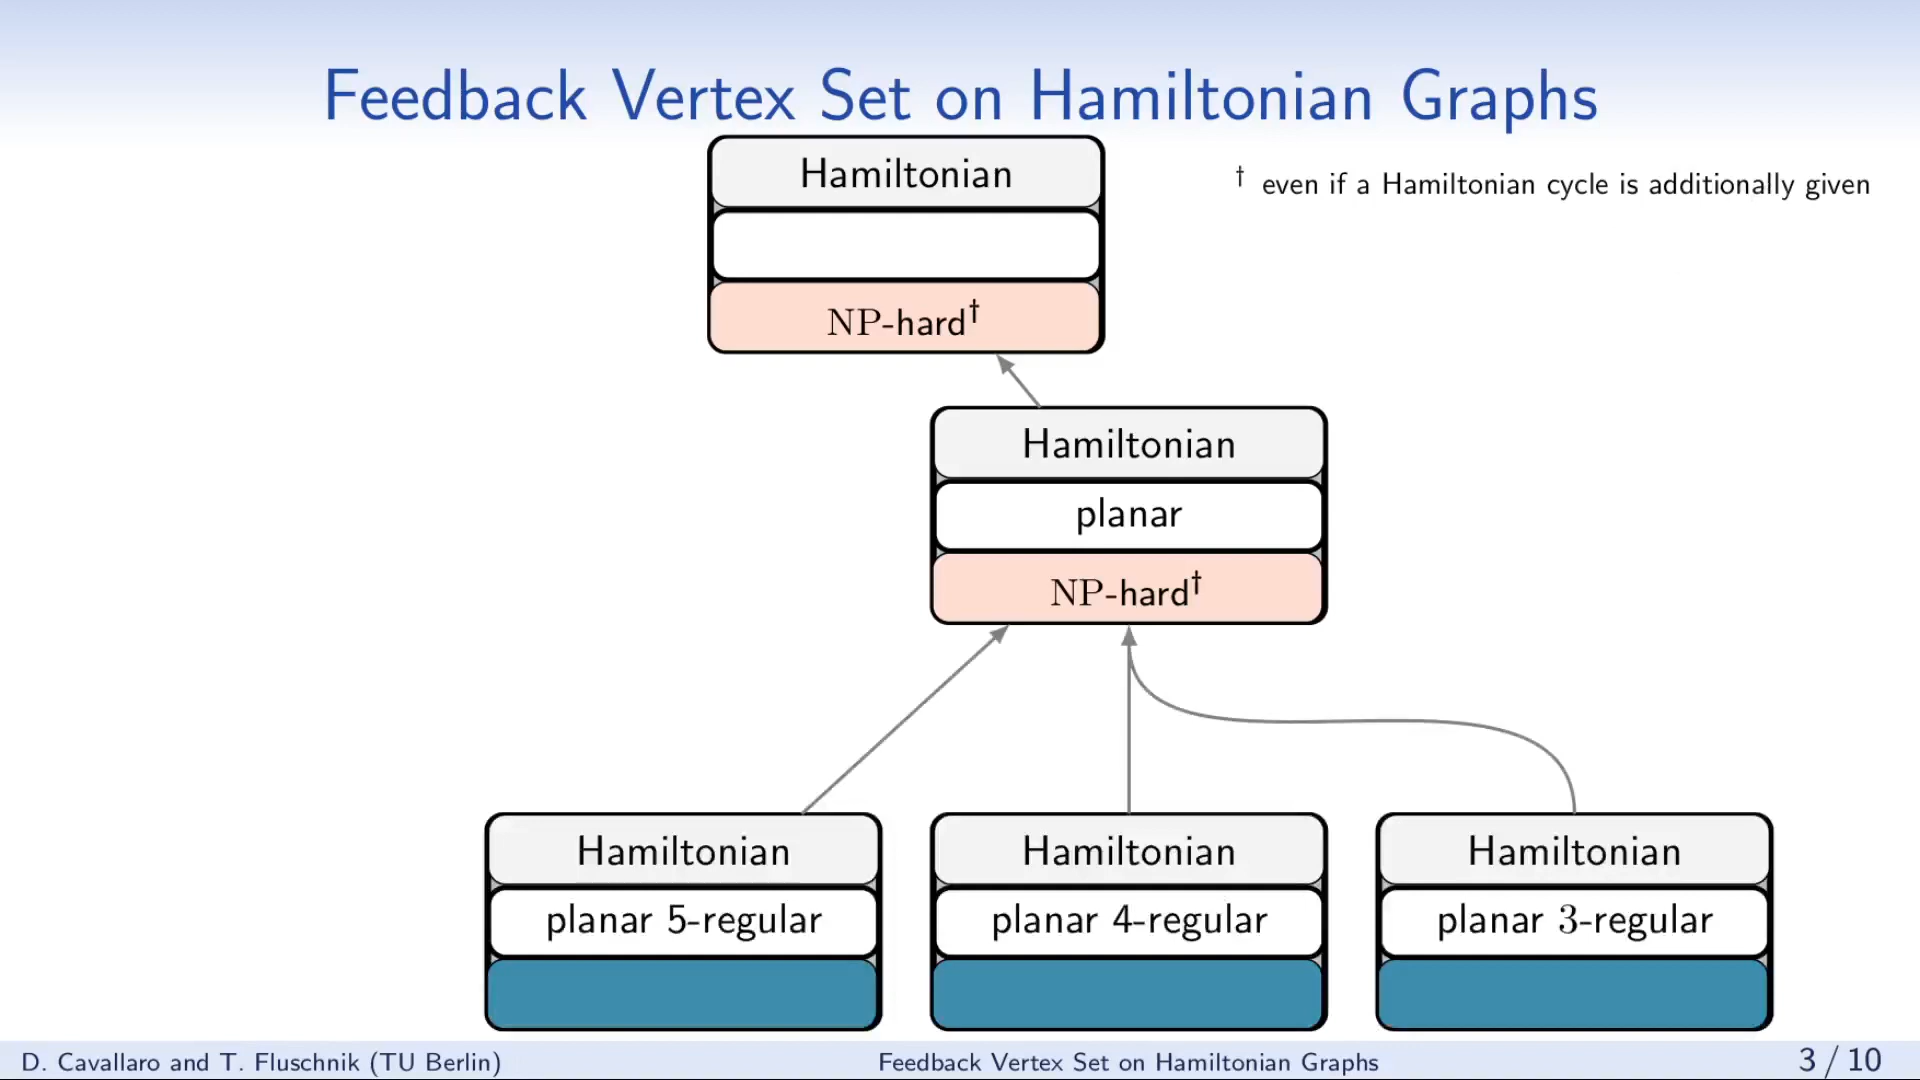 Feedback Vertex Set on Hamiltonian Graphs
Hamiltonian
† even if a Hamiltonian cycle is additionally given
NP-hard†
Hamiltonian
planar
NP-hard†
Hamiltonian
planar 5-regular
Hamiltonian
planar 4-regular
Hamiltonian
planar 3-regular
D. Cavallaro and T. Fluschnik (TU Berlin)
Feedback Vertex Set on Hamiltonian Graphs
3 / 10